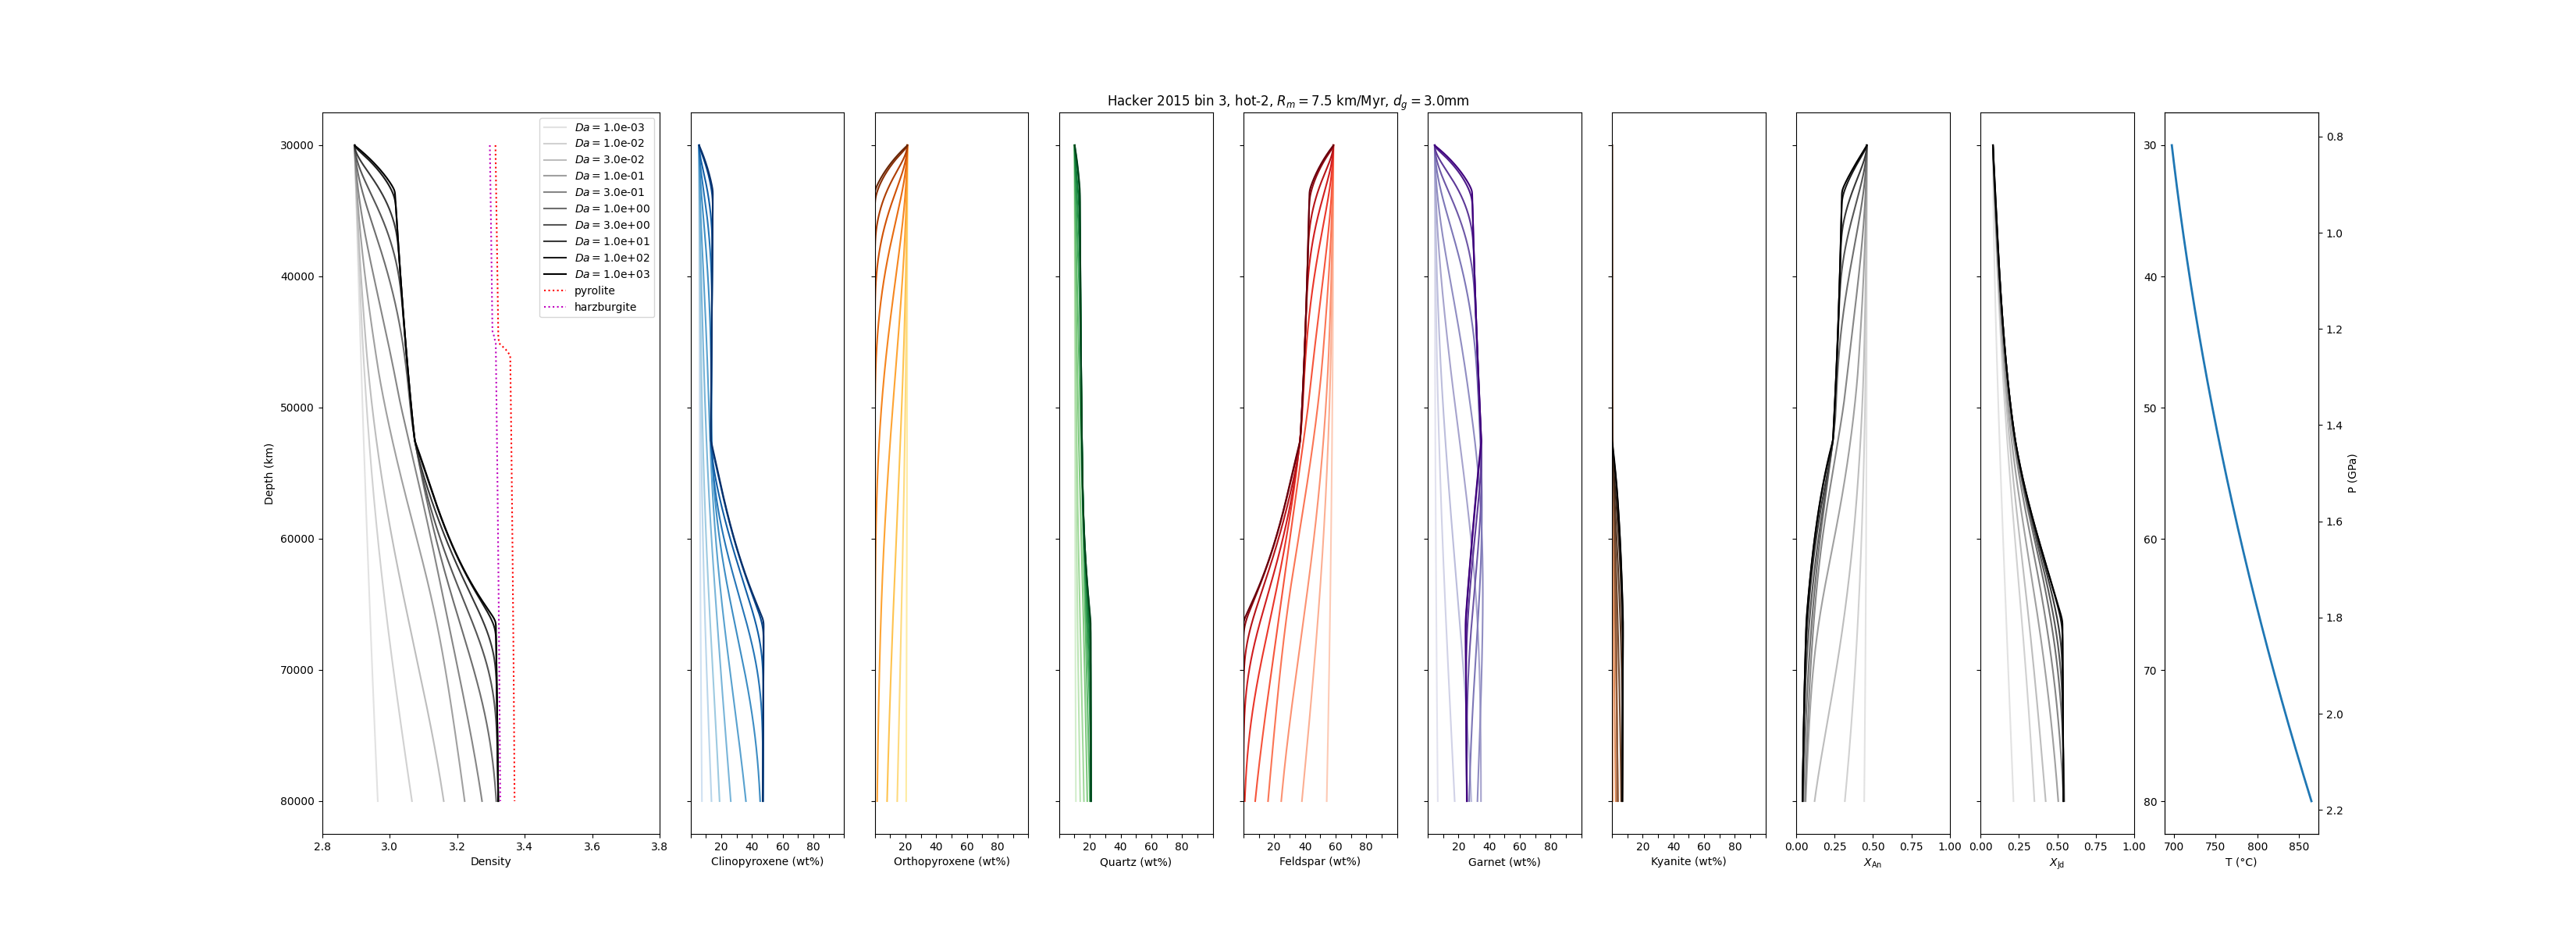 Hacker 2015 bin 3, hot-2, R_m = 7.5 km/Myr, d_g = 3.0mm
Da = 1.0e-03
Da = 1.0e-02
Da = 3.0e-02
Da = 1.0e-01
Da = 3.0e-01
Da = 1.0e+00
Da = 3.0e+00
Da = 1.0e+01
Da = 1.0e+02
Da = 1.0e+03
pyrolite
harzburgite
Depth (km)
30000
40000
50000
60000
70000
80000
2.8 3.0 3.2 3.4 3.6 3.8
Density
20 40 60 80
Clinopyroxene (wt%)
20 40 60 80
Orthopyroxene (wt%)
20 40 60 80
Quartz (wt%)
20 40 60 80
Feldspar (wt%)
20 40 60 80
Garnet (wt%)
20 40 60 80
Kyanite (wt%)
0.00 0.25 0.50 0.75 1.00
X_An
0.00 0.25 0.50 0.75 1.00
X_Jd
30
40
50
60
70
80
700 750 800 850
T (°C)
0.8
1.0
1.2
1.4
1.6
1.8
2.0
2.2
P (GPa)